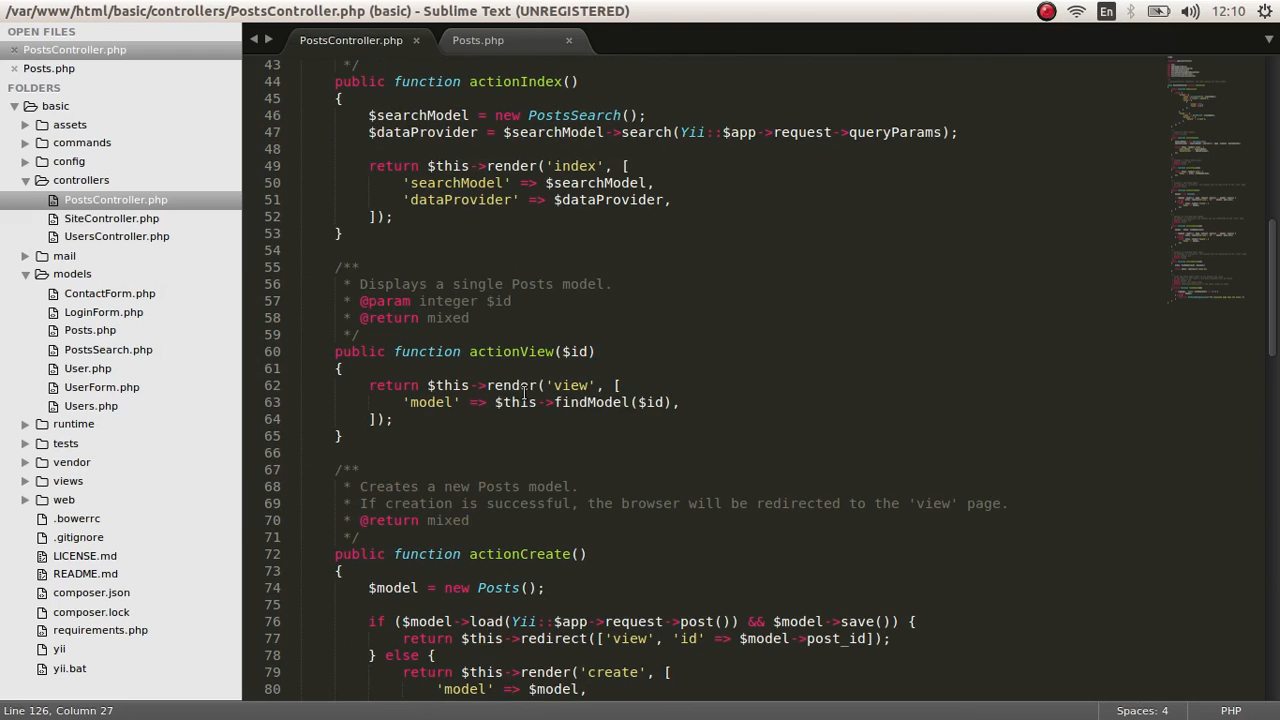 /var/www/html/basic/controllers/PostsController.php (basic) - Sublime Text (UNREGISTERED)
En
12:10
OPEN FILES
PostsController.php
Posts.php
FOLDERS
basic
assets
commands
config
controllers
PostsController.php
SiteController.php
UsersController.php
mail
models
ContactForm.php
LoginForm.php
Posts.php
PostsSearch.php
User.php
UserForm.php
Users.php
runtime
tests
vendor
views
web
.bowerrc
.gitignore
LICENSE.md
README.md
composer.json
composer.lock
requirements.php
yii
yii.bat
PostsController.php
Posts.php
43 */
44 public function actionIndex()
45 {
46 $searchModel = new PostsSearch();
47 $dataProvider = $searchModel->search(Yii::$app->request->queryParams);
48
49 return $this->render('index', [
50 'searchModel' => $searchModel,
51 'dataProvider' => $dataProvider,
52 ]);
53 }
54
55 /**
56 * Displays a single Posts model.
57 * @param integer $id
58 * @return mixed
59 */
60 public function actionView($id)
61 {
62 return $this->render('view', [
63 'model' => $this->findModel($id),
64 ]);
65 }
66
67 /**
68 * Creates a new Posts model.
69 * If creation is successful, the browser will be redirected to the 'view' page.
70 * @return mixed
71 */
72 public function actionCreate()
73 {
74 $model = new Posts();
75
76 if ($model->load(Yii::$app->request->post()) && $model->save()) {
77 return $this->redirect(['view', 'id' => $model->post_id]);
78 } else {
79 return $this->render('create', [
80 'model' => $model,
Line 126, Column 27
Spaces: 4
PHP